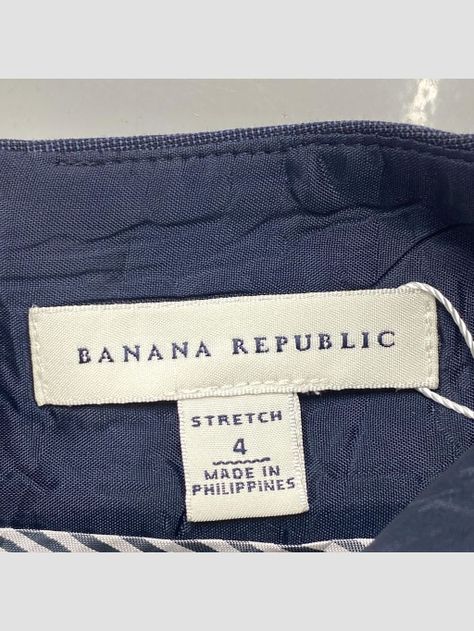 BANANA REPUBLIC
STRETCH
4
MADE IN
PHILIPPINES